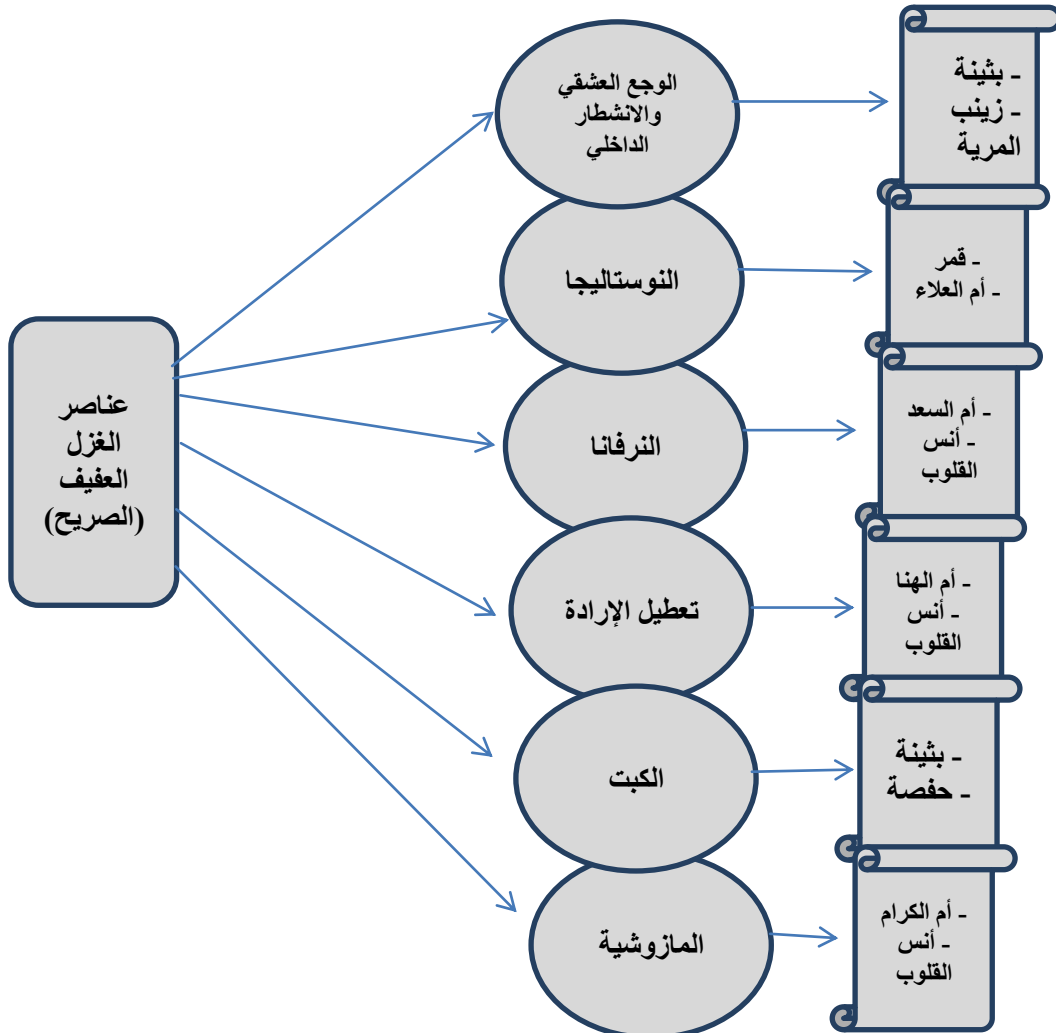 عناصر
الغزل
العفيف
(الصريح)
الوجع العشقي
والانشطار
الداخلي
- بثينة
- زينب
المرية
النوستاليجا
- قمر
- أم العلاء
النرفانا
- أم السعد
- أنس
القلوب
تعطيل الإرادة
- أم الهنا
- أنس
القلوب
الكبت
- بثينة
- حفصة
المازوشية
- أم الكرام
- أنس
القلوب